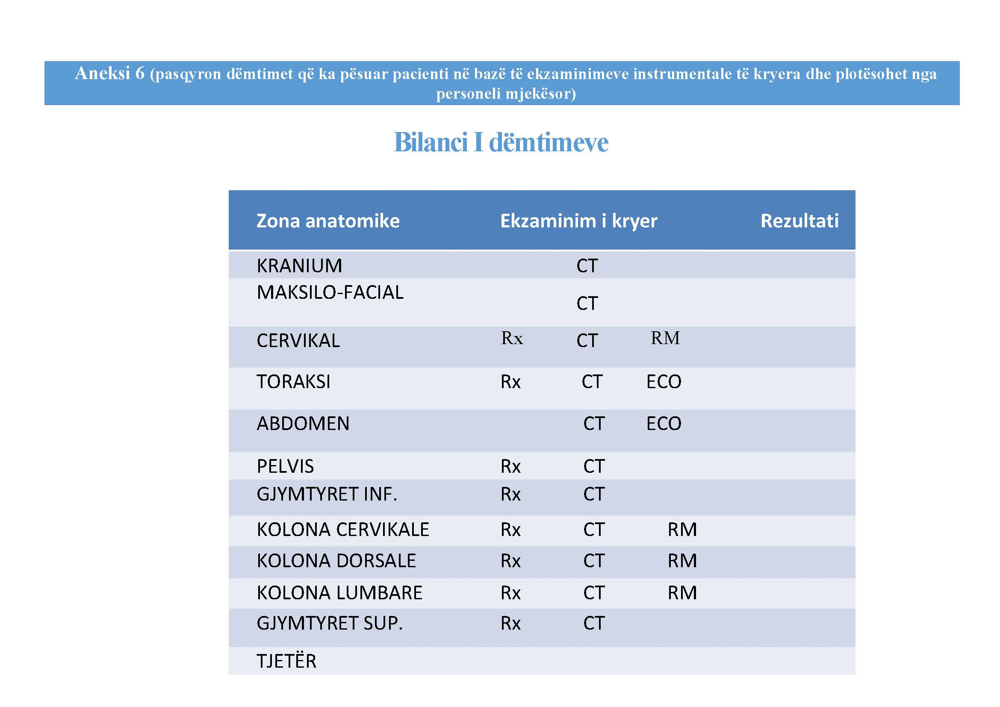 Aneksi 6 (pasqyron dëmtimet që ka pësuar pacienti në bazë të ekzaminimeve instrumentale të kryera dhe plotësohet nga
personeli mjekësor)
Bilanci I dëmtimeve
Zona anatomike Ekzaminim i kryer Rezultati
KRANIUM CT
MAKSILO-FACIAL CT
CERVIKAL Rx CT RM
TORAKSI Rx CT ECO
ABDOMEN CT ECO
PELVIS Rx CT
GJYMTYRET INF. Rx CT
KOLONA CERVIKALE Rx CT RM
KOLONA DORSALE Rx CT RM
KOLONA LUMBARE Rx CT RM
GJYMTYRET SUP. Rx CT
TJETËR